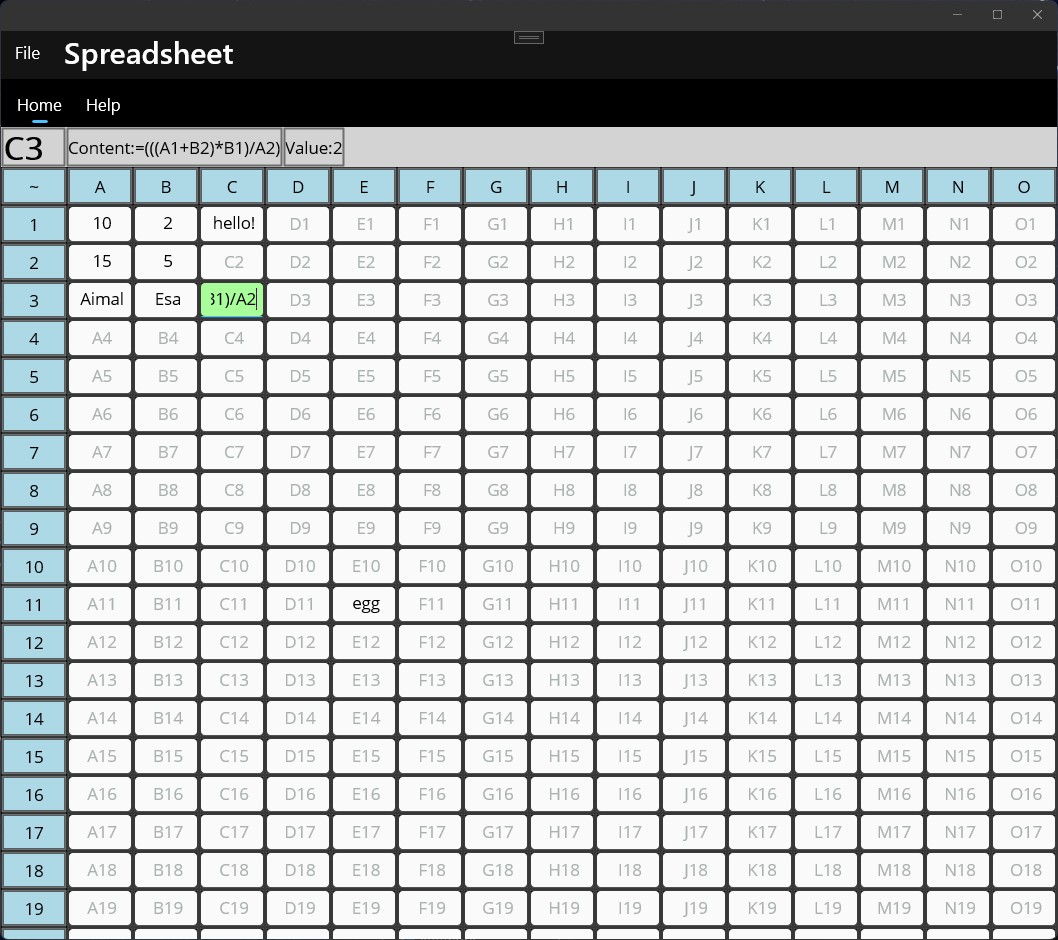 File Spreadsheet
Home Help
C3 Content:=(((A1+B2)*B1)/A2) Value:2
~ A B C D E F G H I J K L M N O
1 10 2 hello! D1 E1 F1 G1 H1 I1 J1 K1 L1 M1 N1 O1
2 15 5 C2 D2 E2 F2 G2 H2 I2 J2 K2 L2 M2 N2 O2
3 Aimal Esa B1)/A2 D3 E3 F3 G3 H3 I3 J3 K3 L3 M3 N3 O3
4 A4 B4 C4 D4 E4 F4 G4 H4 I4 J4 K4 L4 M4 N4 O4
5 A5 B5 C5 D5 E5 F5 G5 H5 I5 J5 K5 L5 M5 N5 O5
6 A6 B6 C6 D6 E6 F6 G6 H6 I6 J6 K6 L6 M6 N6 O6
7 A7 B7 C7 D7 E7 F7 G7 H7 I7 J7 K7 L7 M7 N7 O7
8 A8 B8 C8 D8 E8 F8 G8 H8 I8 J8 K8 L8 M8 N8 O8
9 A9 B9 C9 D9 E9 F9 G9 H9 I9 J9 K9 L9 M9 N9 O9
10 A10 B10 C10 D10 E10 F10 G10 H10 I10 J10 K10 L10 M10 N10 O10
11 A11 B11 C11 D11 egg F11 G11 H11 I11 J11 K11 L11 M11 N11 O11
12 A12 B12 C12 D12 E12 F12 G12 H12 I12 J12 K12 L12 M12 N12 O12
13 A13 B13 C13 D13 E13 F13 G13 H13 I13 J13 K13 L13 M13 N13 O13
14 A14 B14 C14 D14 E14 F14 G14 H14 I14 J14 K14 L14 M14 N14 O14
15 A15 B15 C15 D15 E15 F15 G15 H15 I15 J15 K15 L15 M15 N15 O15
16 A16 B16 C16 D16 E16 F16 G16 H16 I16 J16 K16 L16 M16 N16 O16
17 A17 B17 C17 D17 E17 F17 G17 H17 I17 J17 K17 L17 M17 N17 O17
18 A18 B18 C18 D18 E18 F18 G18 H18 I18 J18 K18 L18 M18 N18 O18
19 A19 B19 C19 D19 E19 F19 G19 H19 I19 J19 K19 L19 M19 N19 O19